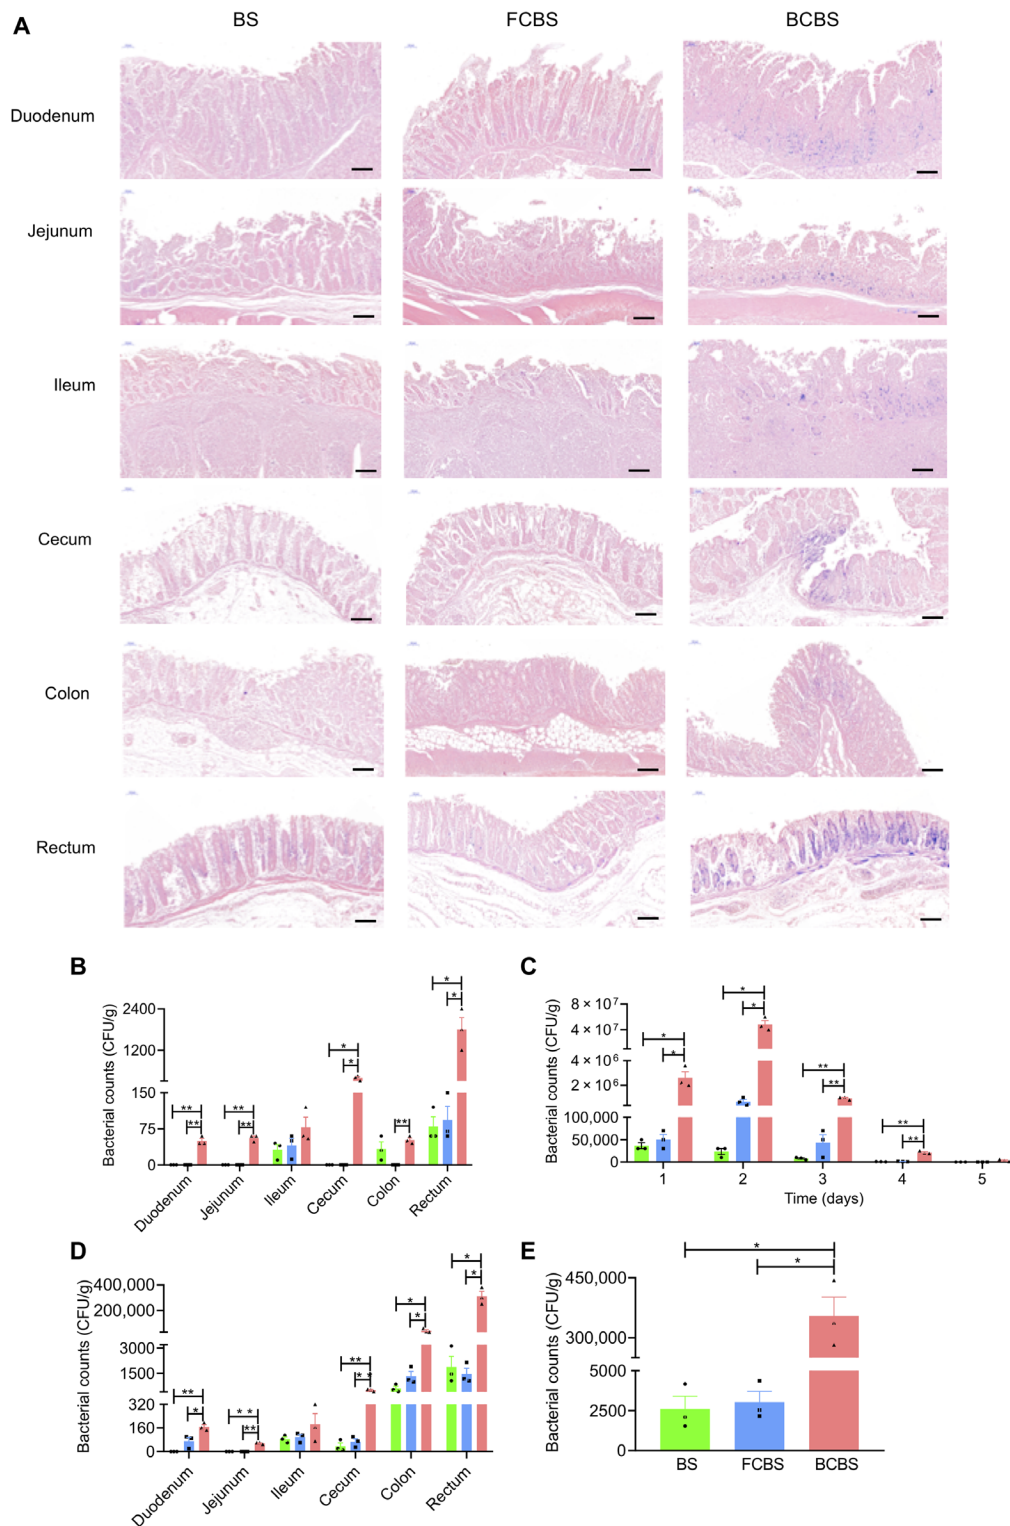 A
BS FCBS BCBS
Duodenum
Jejunum
Ileum
Cecum
Colon
Rectum
B
Bacterial counts (CFU/g)
2400
1200
150
75
0
* *
** **
** **
* *
**
Duodenum Jejunum Ileum Cecum Colon Rectum
C
Bacterial counts (CFU/g)
8 × 10⁷
4 × 10⁷
4 × 10⁶
2 × 10⁶
100,000
50,000
0
* *
* *
** **
** **
1 2 3 4 5
Time (days)
D
Bacterial counts (CFU/g)
400,000
200,000
3000
1500
0
320
160
0
** *
** **
** **
* *
* *
Duodenum Jejunum Ileum Cecum Colon Rectum
E
Bacterial counts (CFU/g)
450,000
300,000
5000
2500
0
*
*
BS FCBS BCBS